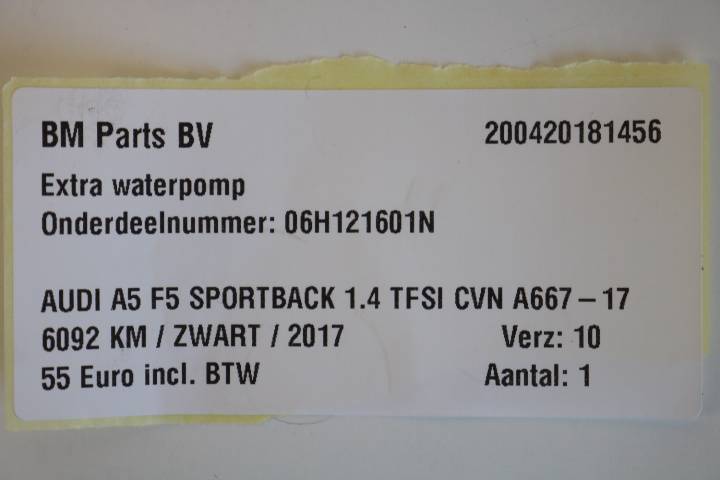 BM Parts BV 200420181456
Extra waterpomp
Onderdeelnummer: 06H121601N
AUDI A5 F5 SPORTBACK 1.4 TFSI CVN A667 – 17
6092 KM / ZWART / 2017 Verz: 10
55 Euro incl. BTW Aantal: 1